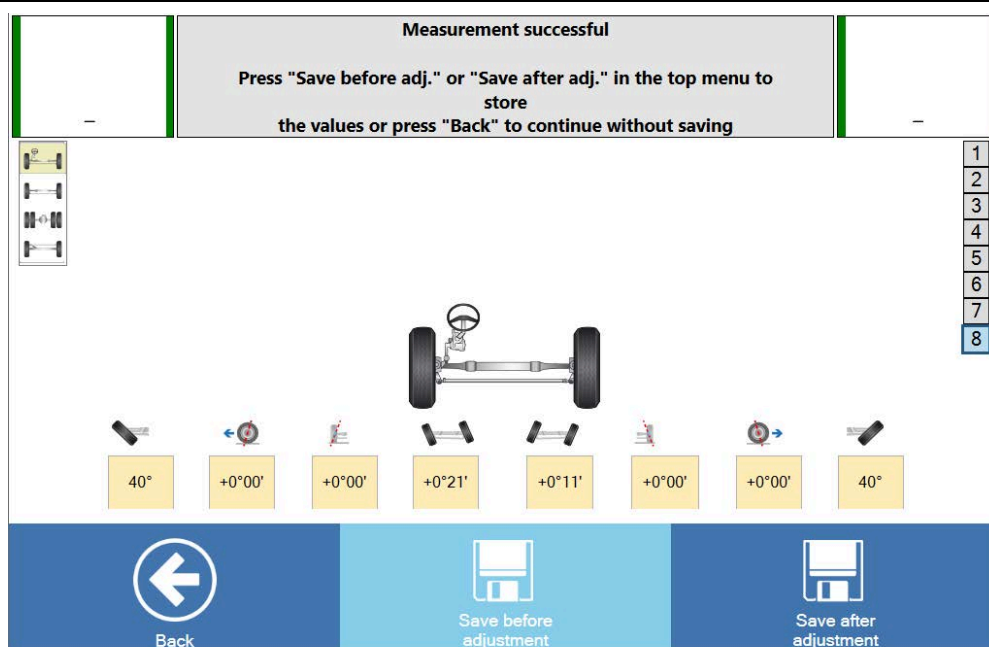 Measurement successful
Press "Save before adj." or "Save after adj." in the top menu to
store
the values or press "Back" to continue without saving
–
–
1
2
3
4
5
6
7
8
40°
+0°00'
+0°00'
+0°21'
+0°11'
+0°00'
+0°00'
40°
Back
Save before
adjustment
Save after
adjustment